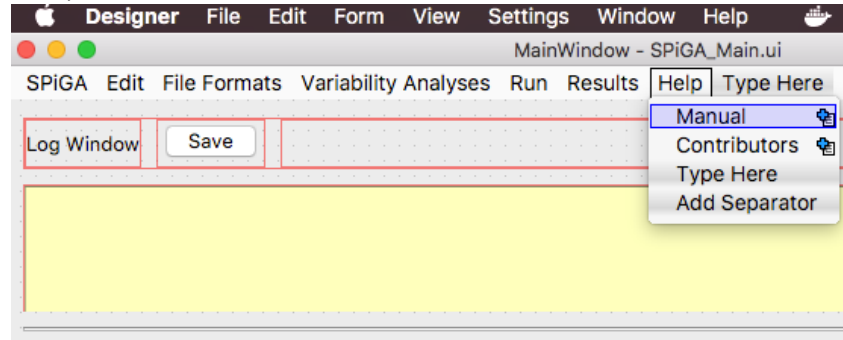 Designer File Edit Form View Settings Window Help
MainWindow - SPiGA_Main.ui
SPiGA Edit File Formats Variability Analyses Run Results Help Type Here
Manual
Log Window Save
Contributors
Type Here
Add Separator